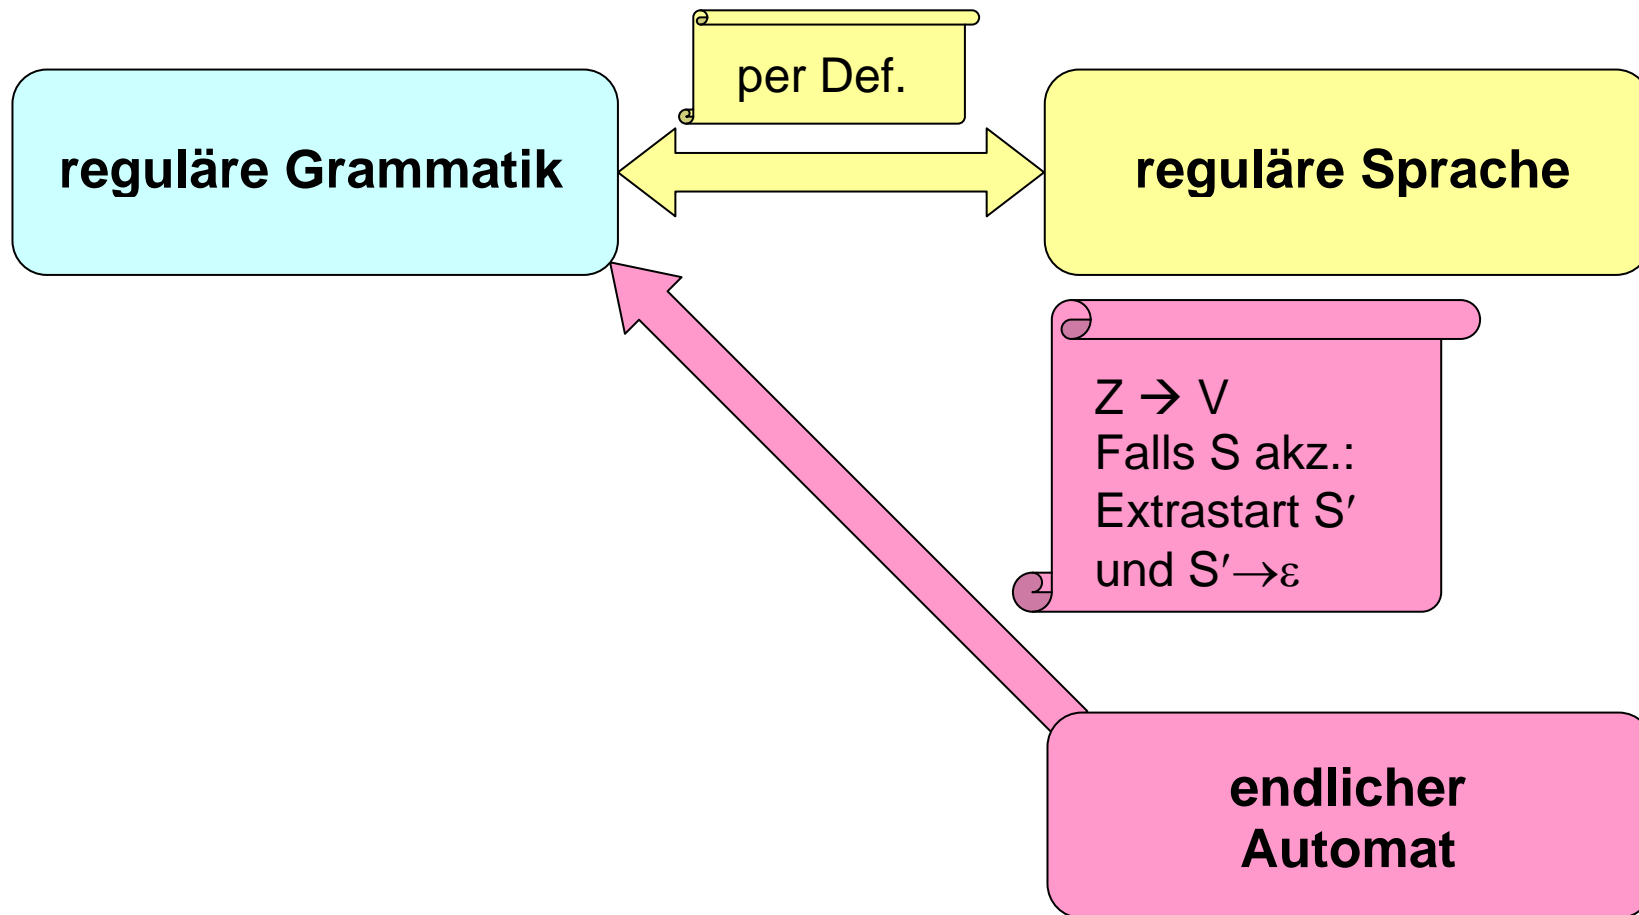 per Def.
reguläre Grammatik
reguläre Sprache
Z → V
Falls S akz.:
Extrastart S′
und S′→ε
endlicher
Automat